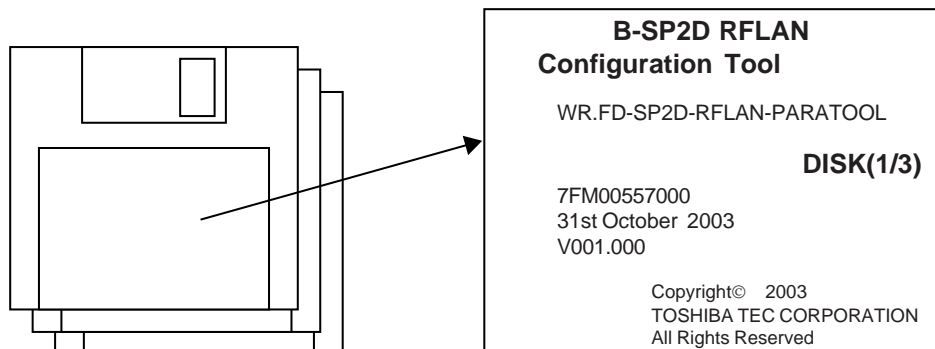 B-SP2D RFLAN
Configuration Tool
WR.FD-SP2D-RFLAN-PARATOOL
DISK(1/3)
7FM00557000
31st October 2003
V001.000
Copyright© 2003
TOSHIBA TEC CORPORATION
All Rights Reserved